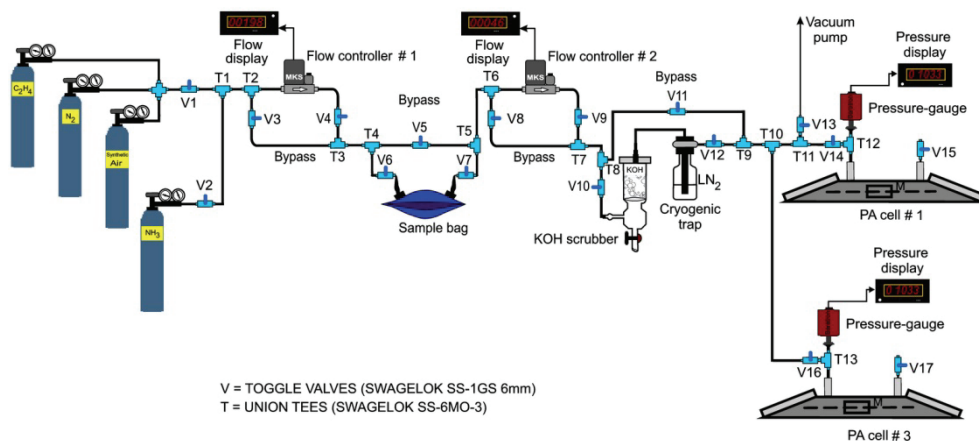 00198
Flow
display
Flow controller # 1
MKS
00046
Flow
display
Flow controller # 2
MKS
Vacuum
pump
Pressure
display
0.1033
Pressure-gauge
C2H4
N2
Synthetic
Air
NH3
V1
V2
T1
T2
V3
V4
Bypass
T3
T4
Bypass
V5
T5
V6
V7
Sample bag
T6
V8
V9
Bypass
T7
T8
V10
Bypass
V11
KOH
KOH scrubber
LN2
Cryogenic
trap
V12
T9
T10
V13
T11
V14
T12
V15
M
PA cell # 1
Pressure
display
0.1033
Pressure-gauge
V16
T13
V17
M
PA cell # 3
V = TOGGLE VALVES (SWAGELOK SS-1GS 6mm)
T = UNION TEES (SWAGELOK SS-6MO-3)